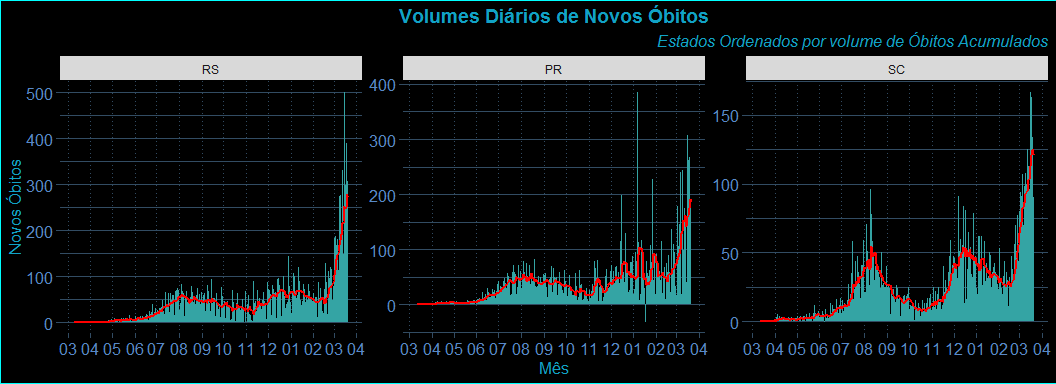 Volumes Diários de Novos Óbitos
Estados Ordenados por volume de Óbitos Acumulados
RS
PR
SC
Novos Óbitos
500
400
300
200
100
0
400
300
200
100
0
150
100
50
0
03 04 05 06 07 08 09 10 11 12 01 02 03 04
03 04 05 06 07 08 09 10 11 12 01 02 03 04
03 04 05 06 07 08 09 10 11 12 01 02 03 04
Mês